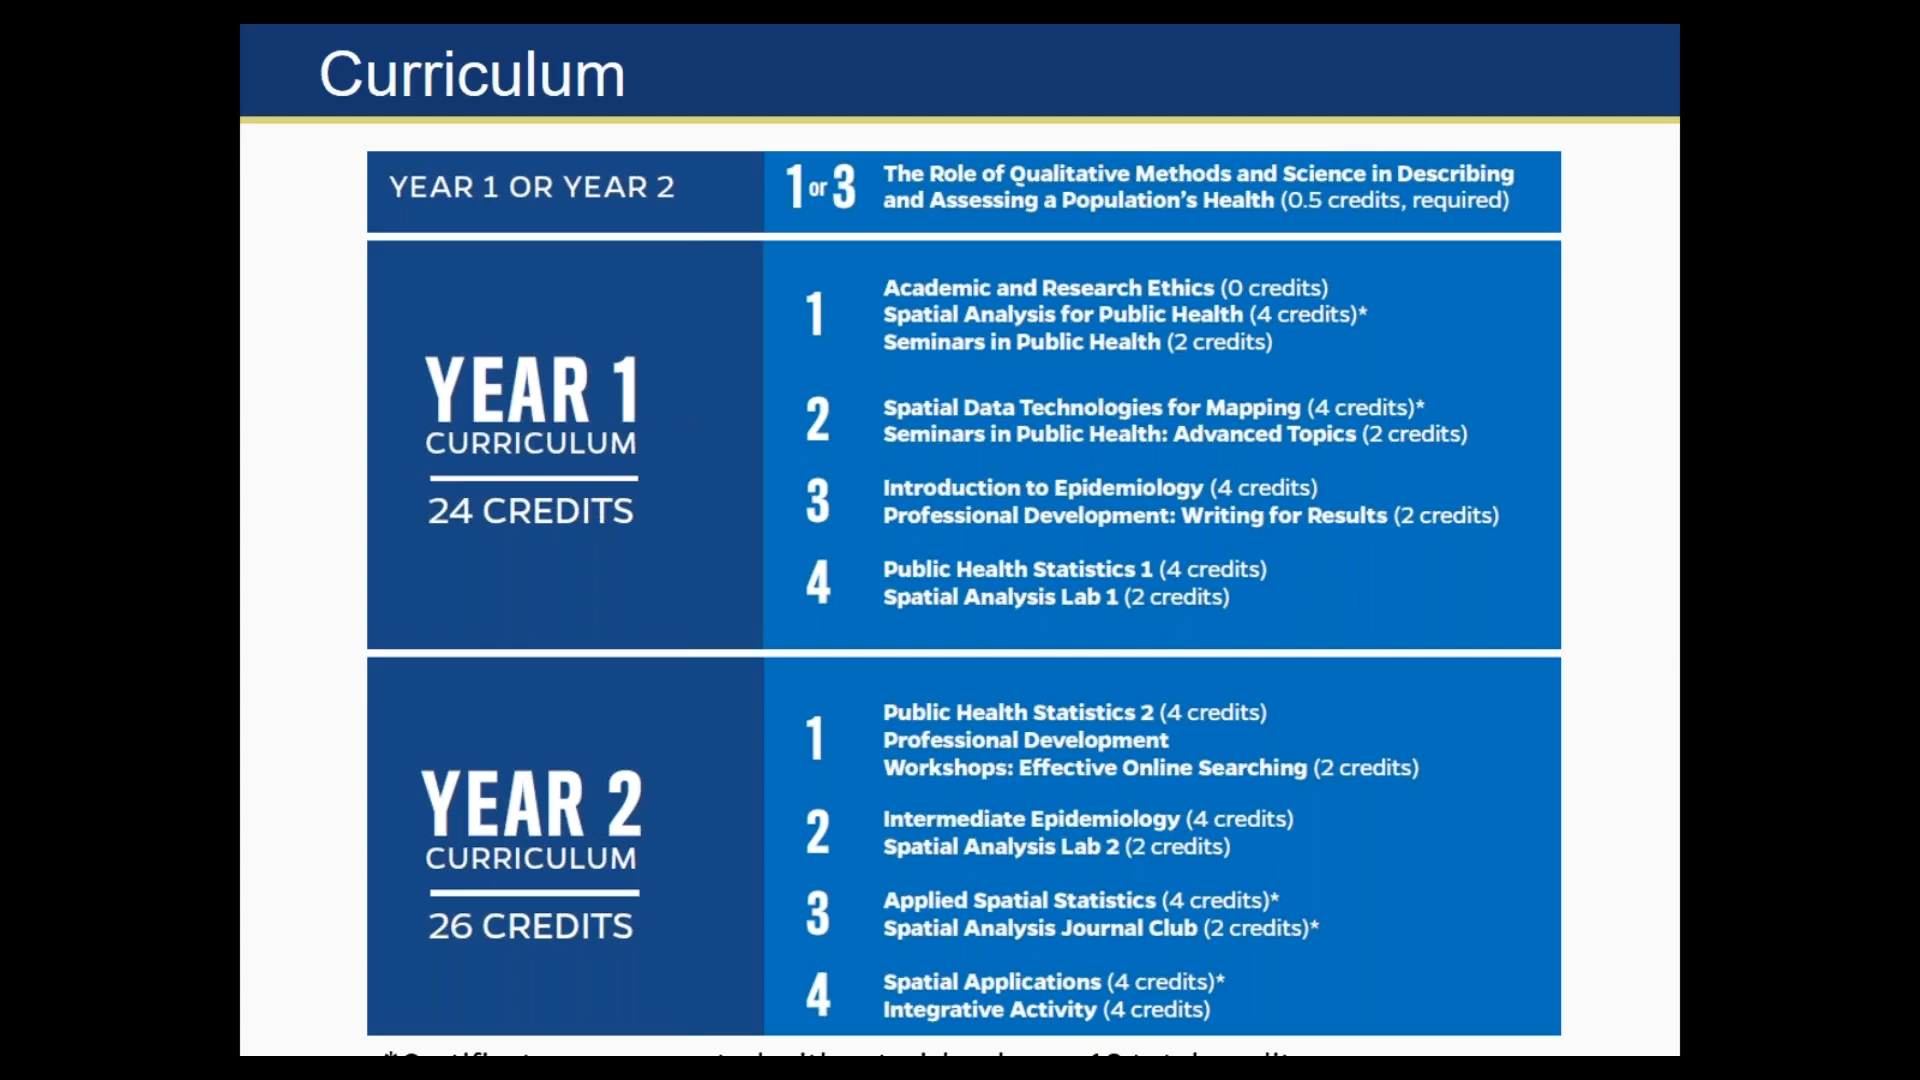 Curriculum
YEAR 1 OR YEAR 2
1 or 3
The Role of Qualitative Methods and Science in Describing
and Assessing a Population's Health (0.5 credits, required)
YEAR 1
CURRICULUM
24 CREDITS
1
Academic and Research Ethics (0 credits)
Spatial Analysis for Public Health (4 credits)*
Seminars in Public Health (2 credits)
2
Spatial Data Technologies for Mapping (4 credits)*
Seminars in Public Health: Advanced Topics (2 credits)
3
Introduction to Epidemiology (4 credits)
Professional Development: Writing for Results (2 credits)
4
Public Health Statistics 1 (4 credits)
Spatial Analysis Lab 1 (2 credits)
YEAR 2
CURRICULUM
26 CREDITS
1
Public Health Statistics 2 (4 credits)
Professional Development
Workshops: Effective Online Searching (2 credits)
2
Intermediate Epidemiology (4 credits)
Spatial Analysis Lab 2 (2 credits)
3
Applied Spatial Statistics (4 credits)*
Spatial Analysis Journal Club (2 credits)*
4
Spatial Applications (4 credits)*
Integrative Activity (4 credits)